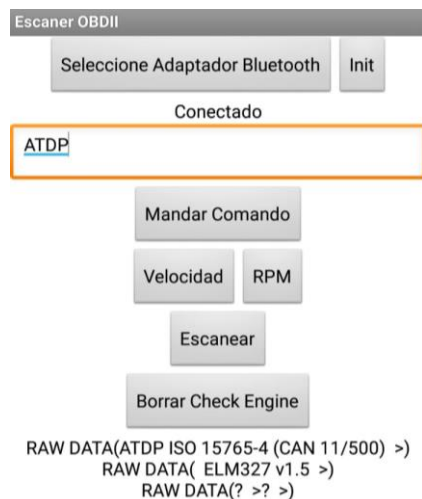 Escaner OBDII
Seleccione Adaptador Bluetooth Init
Conectado
ATDP
Mandar Comando
Velocidad RPM
Escanear
Borrar Check Engine
RAW DATA(ATDP ISO 15765-4 (CAN 11/500) >)
RAW DATA( ELM327 v1.5 >)
RAW DATA(? >? >)